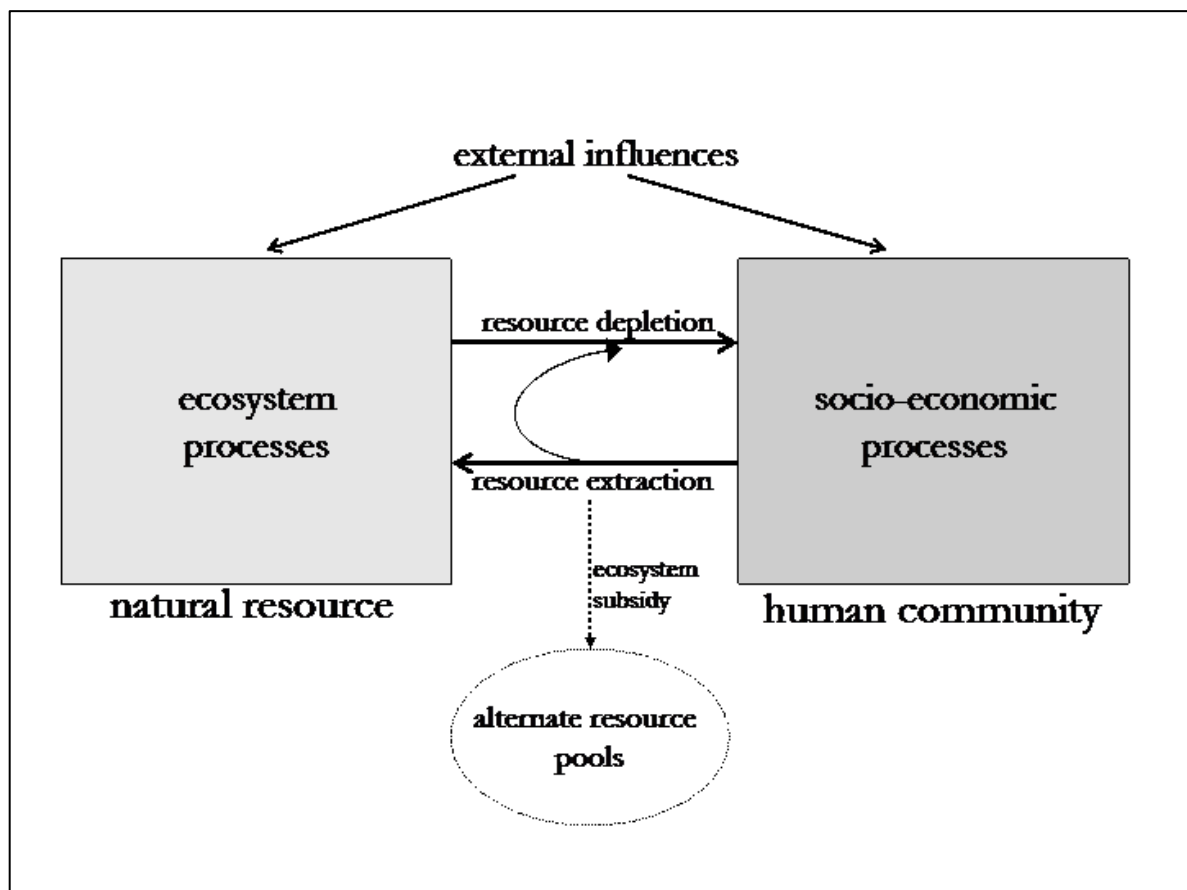 external influences
resource depletion
ecosystem
processes
socio-economic
processes
resource extraction
natural resource
human community
ecosystem
subsidy
alternate resource
pools